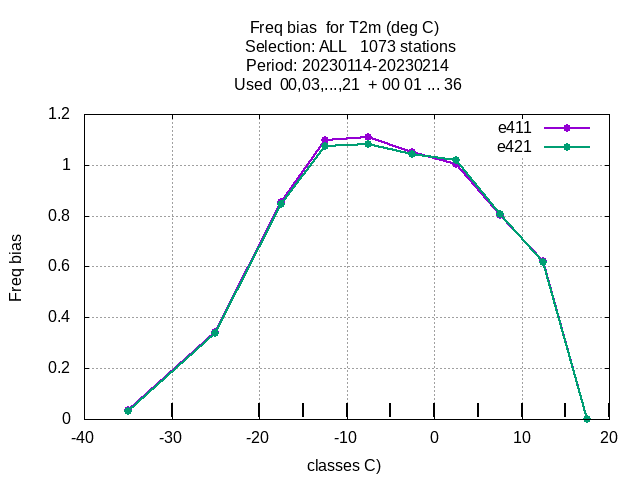 Freq bias  for T2m (deg C)
Selection: ALL   1073 stations
Period: 20230114-20230214
Used  00,03,...,21  + 00 01 ... 36
e411
e421
1.2
1
0.8
0.6
0.4
0.2
0
Freq bias
-40 -30 -20 -10 0 10 20
classes C)